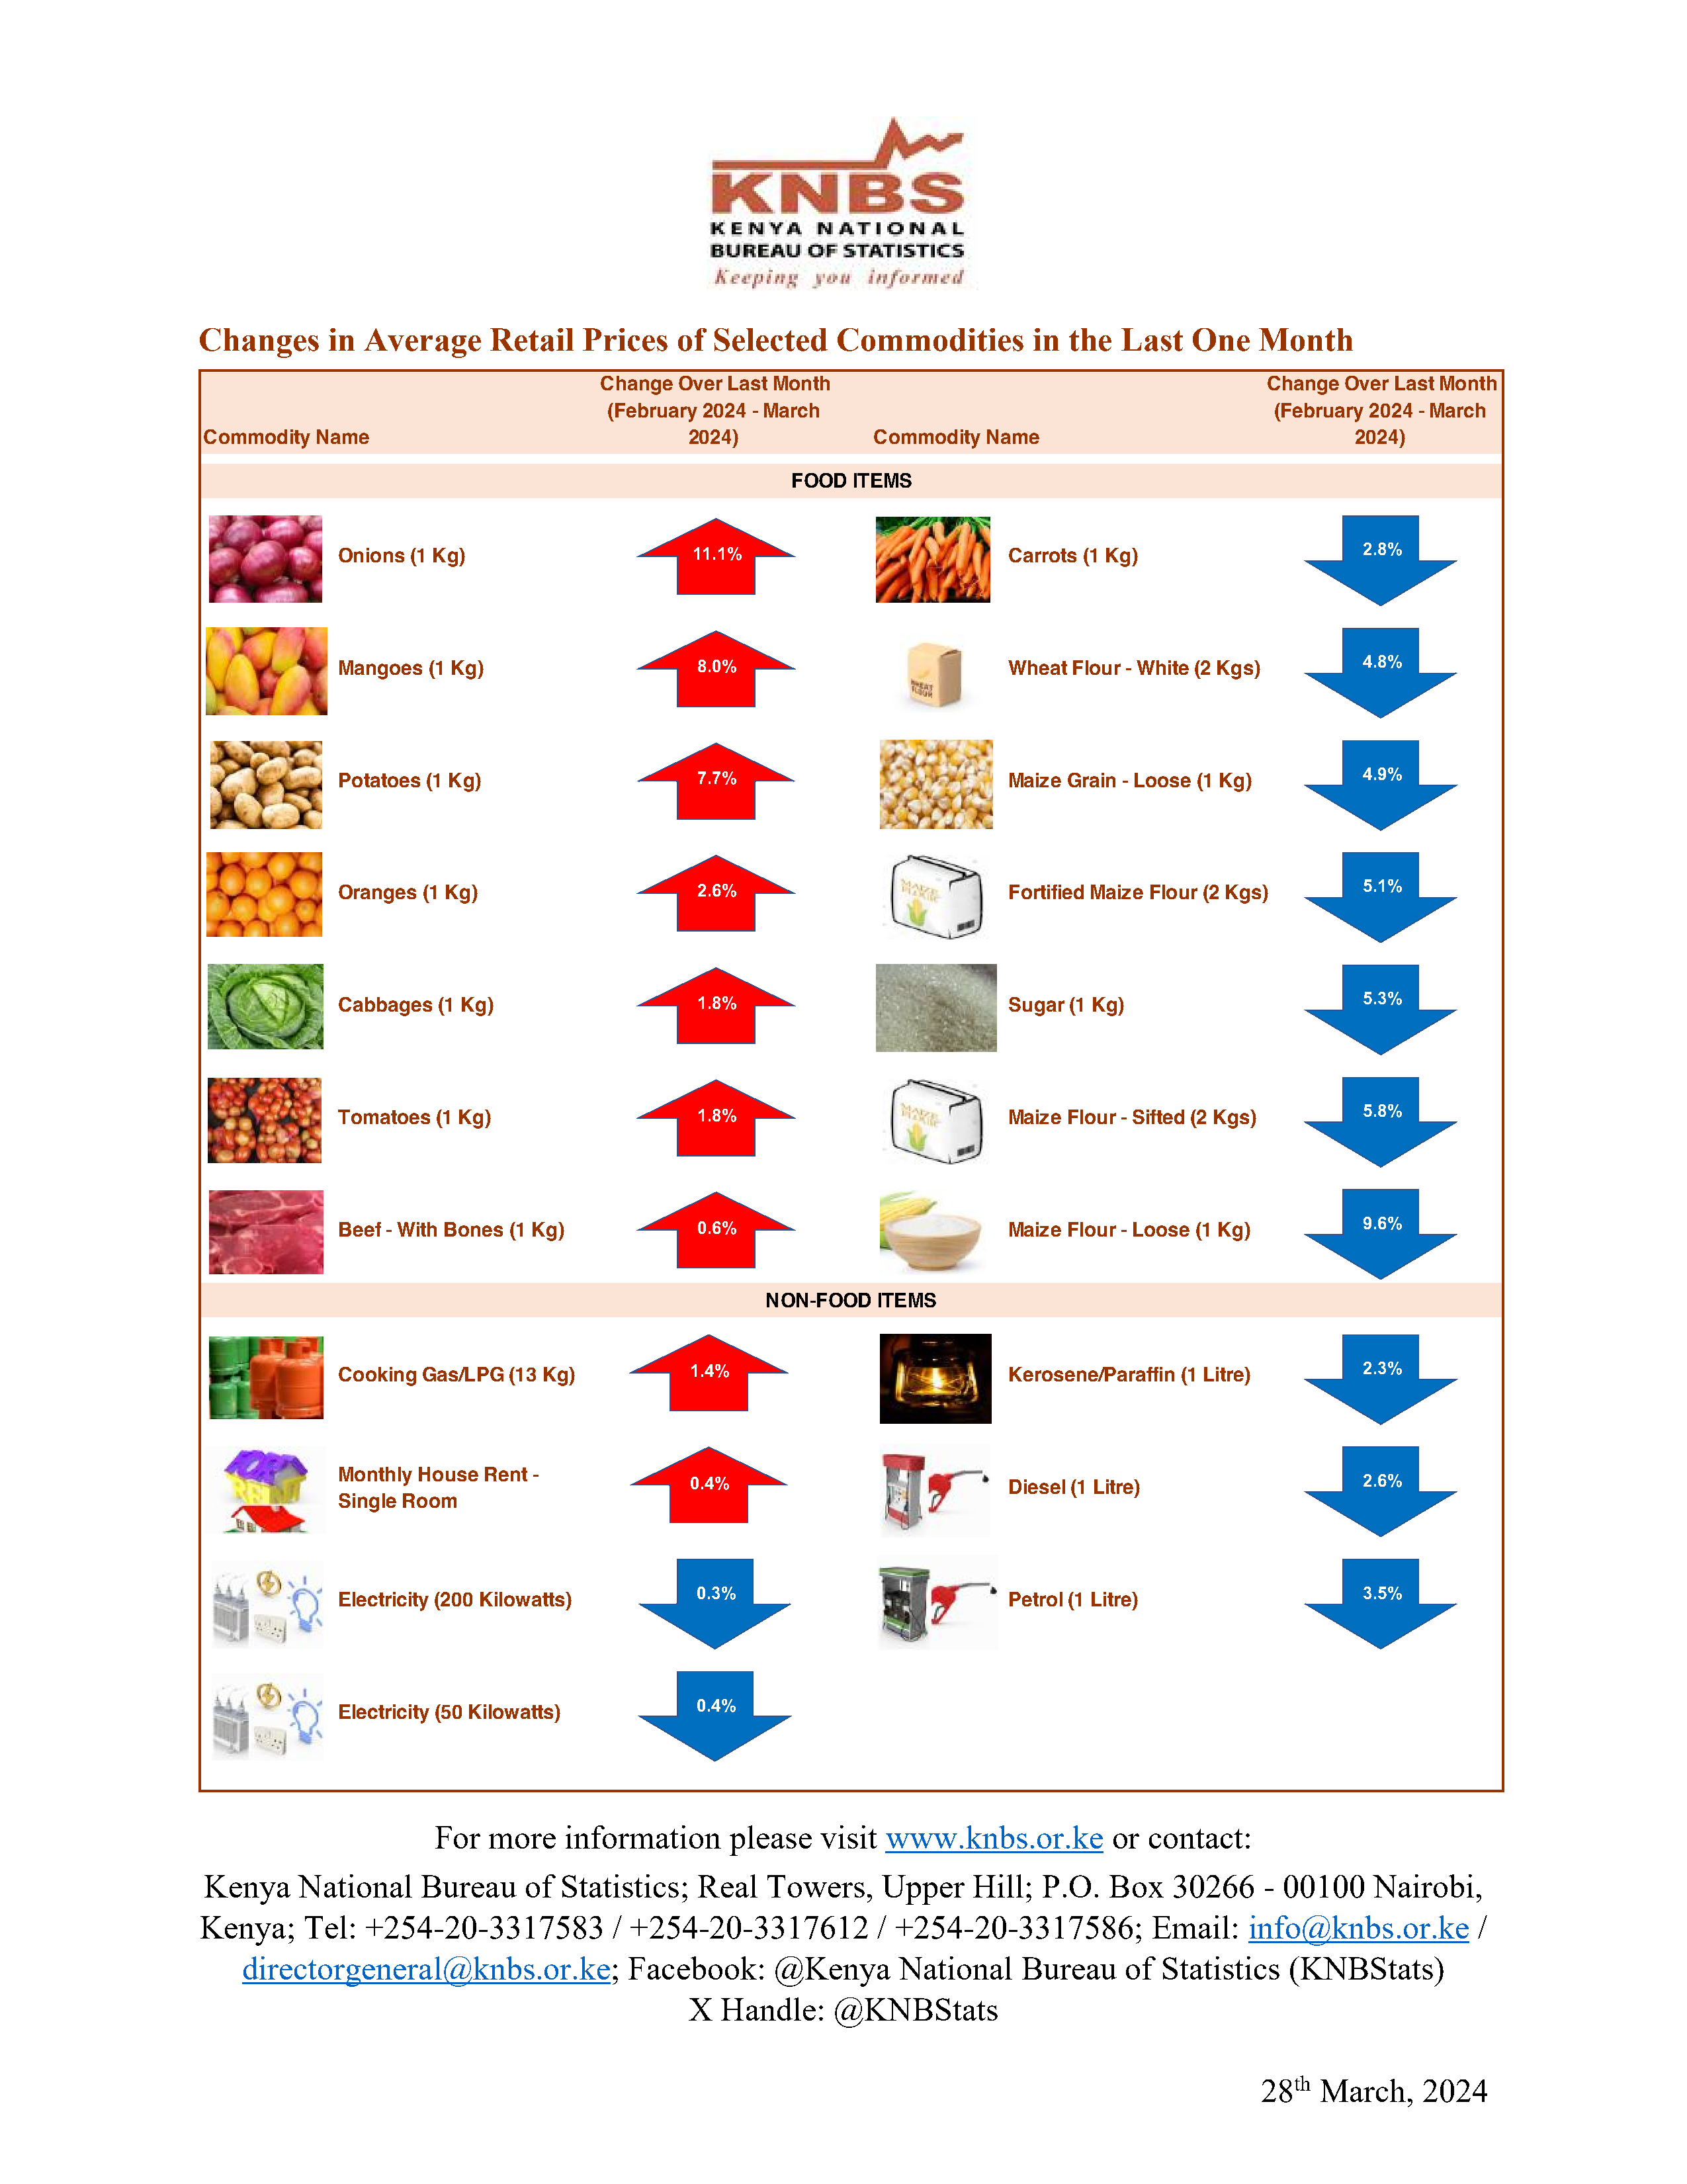 KNBS
KENYA NATIONAL
BUREAU OF STATISTICS
Keeping you informed
Changes in Average Retail Prices of Selected Commodities in the Last One Month
Commodity Name
Change Over Last Month
(February 2024 - March
2024)
Commodity Name
Change Over Last Month
(February 2024 - March
2024)
FOOD ITEMS
Onions (1 Kg) 11.1% Carrots (1 Kg) 2.8%
Mangoes (1 Kg) 8.0% WHEAT FLOUR Wheat Flour - White (2 Kgs) 4.8%
Potatoes (1 Kg) 7.7% Maize Grain - Loose (1 Kg) 4.9%
Oranges (1 Kg) 2.6% MAIZE FLOUR Fortified Maize Flour (2 Kgs) 5.1%
Cabbages (1 Kg) 1.8% Sugar (1 Kg) 5.3%
Tomatoes (1 Kg) 1.8% MAIZE FLOUR Maize Flour - Sifted (2 Kgs) 5.8%
Beef - With Bones (1 Kg) 0.6% Maize Flour - Loose (1 Kg) 9.6%
NON-FOOD ITEMS
Cooking Gas/LPG (13 Kg) 1.4% Kerosene/Paraffin (1 Litre) 2.3%
FOR RENT Monthly House Rent -
Single Room 0.4% Diesel (1 Litre) 2.6%
Electricity (200 Kilowatts) 0.3% Petrol (1 Litre) 3.5%
Electricity (50 Kilowatts) 0.4%
For more information please visit www.knbs.or.ke or contact:
Kenya National Bureau of Statistics; Real Towers, Upper Hill; P.O. Box 30266 - 00100 Nairobi,
Kenya; Tel: +254-20-3317583 / +254-20-3317612 / +254-20-3317586; Email: info@knbs.or.ke /
directorgeneral@knbs.or.ke; Facebook: @Kenya National Bureau of Statistics (KNBStats)
X Handle: @KNBStats
28th March, 2024